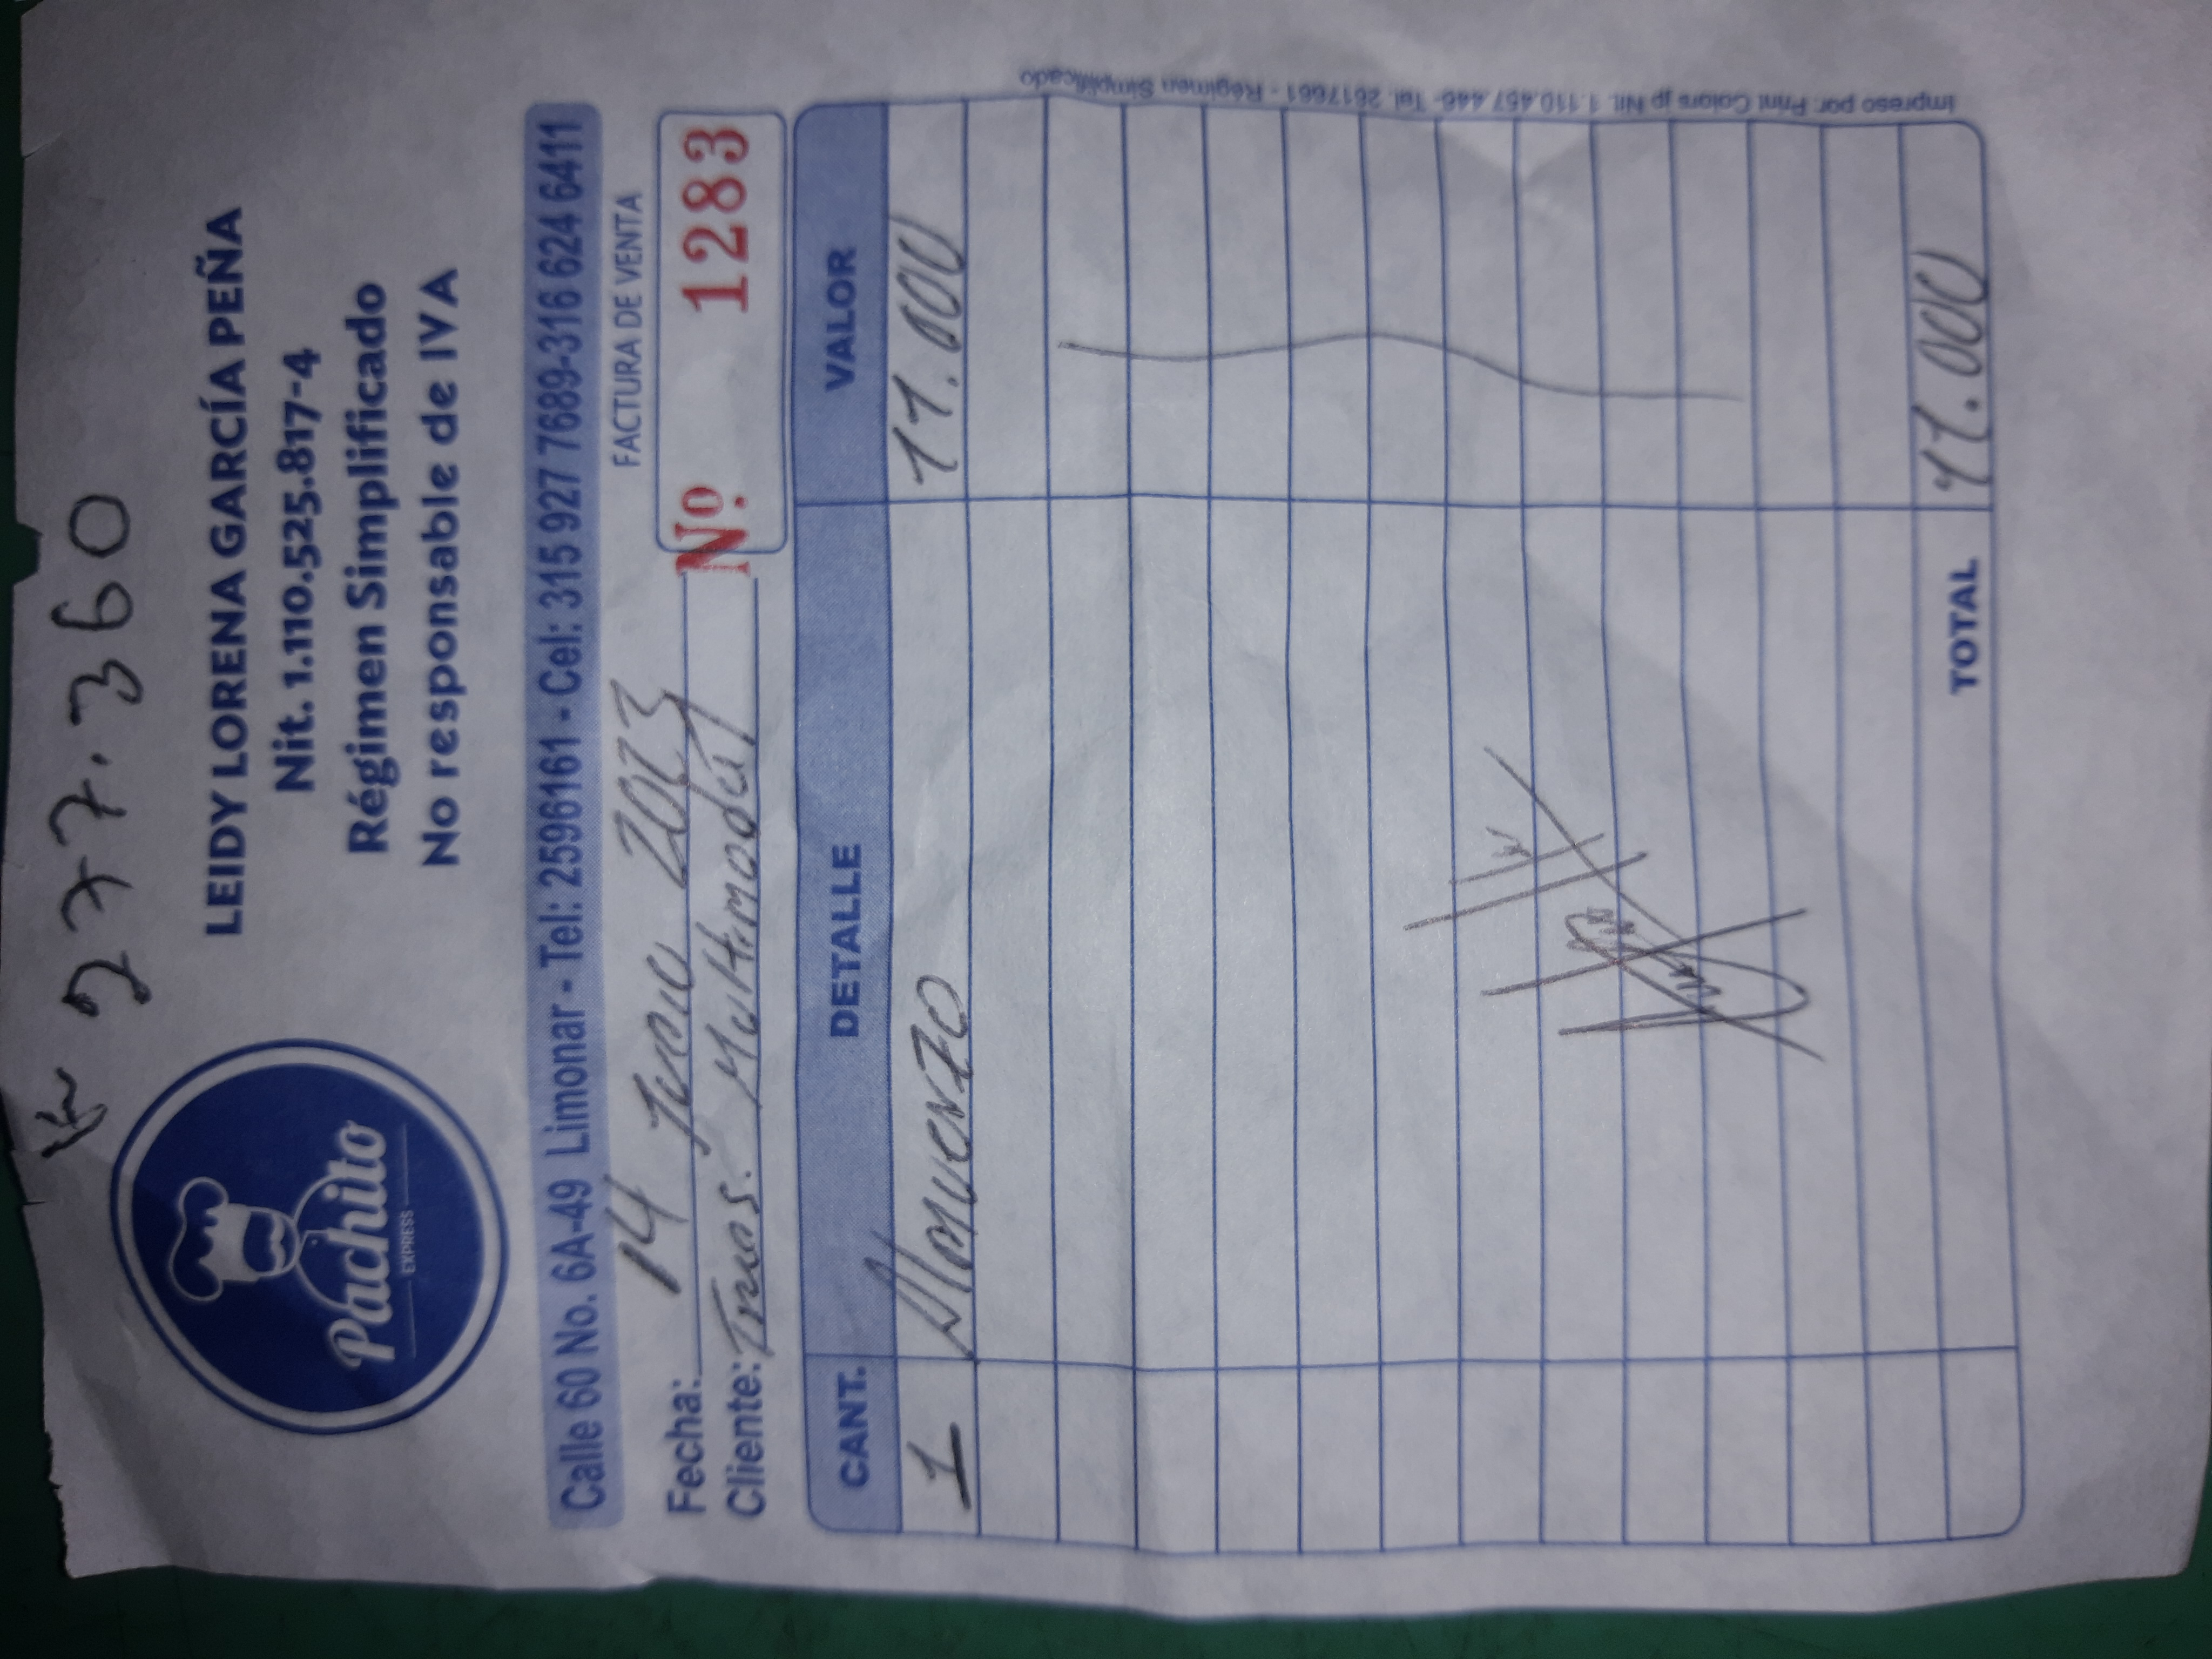 277.360
Pachito
EXPRESS
LEIDY LORENA GARCÍA PEÑA
Nit. 1.110.525.817-4
Régimen Simplificado
No responsable de IVA
Calle 60 No. 6A-49 Limonar - Tel: 2596161 - Cel: 315 927 7689-316 624 6411
FACTURA DE VENTA
Fecha: 14 Junio 2023
Nº. 1283
Cliente: Tras. Multimodal
CANT. DETALLE VALOR
1 Almuerzo 11.000
TOTAL 11.000
Impreso por: Print Colors jp Nit. 1.110.457.446- Tel. 2617661 - Régimen Simplificado